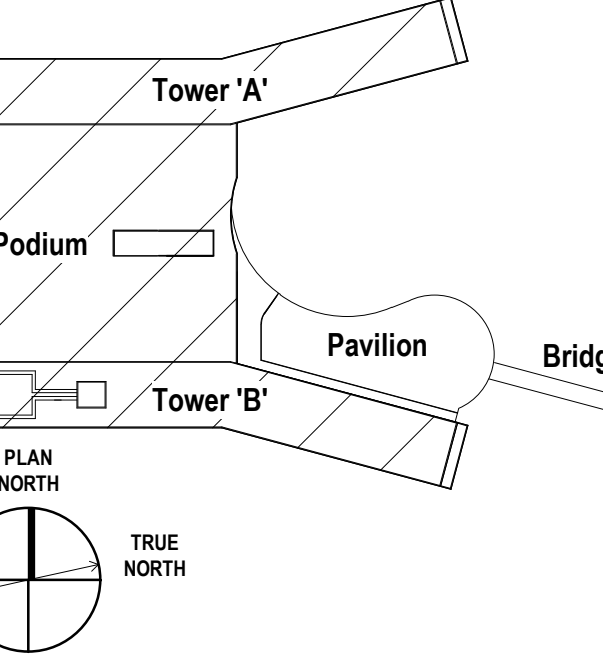 Tower 'A'
Podium
Pavilion
Tower 'B'
PLAN
NORTH
TRUE
NORTH